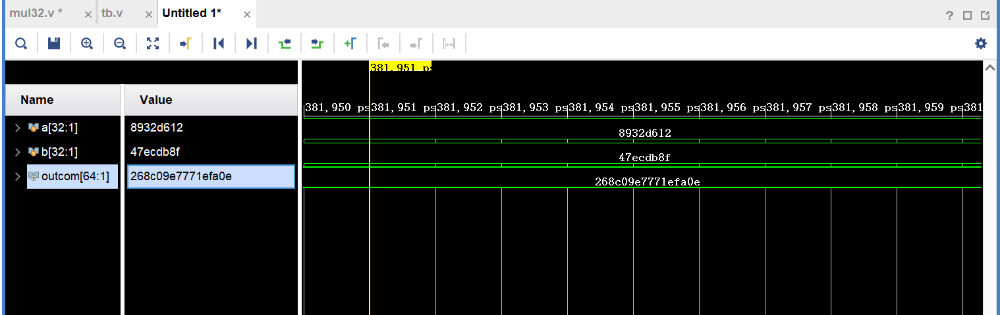 mul32.v * × tb.v × Untitled 1* ×
?
381,951 ps
Name Value
381,950 ps 381,951 ps 381,952 ps 381,953 ps 381,954 ps 381,955 ps 381,956 ps 381,957 ps 381,958 ps 381,959 ps 381
a[32:1] 8932d612 8932d612
b[32:1] 47ecdb8f 47ecdb8f
outcom[64:1] 268c09e7771efa0e 268c09e7771efa0e